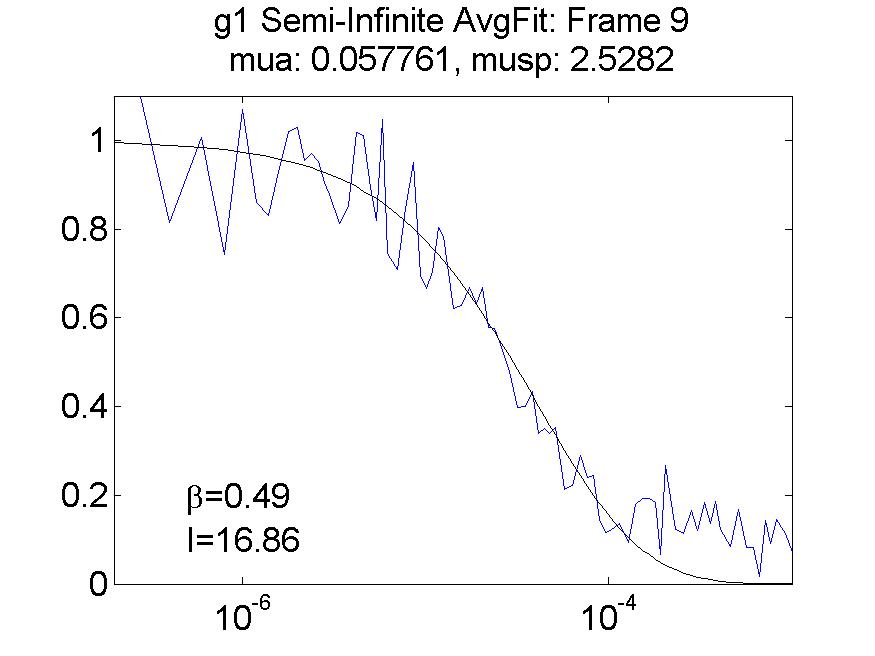 g1 Semi-Infinite AvgFit: Frame 9
mua: 0.057761, musp: 2.5282
1
0.8
0.6
0.4
0.2
0
β=0.49
I=16.86
10^-6
10^-4